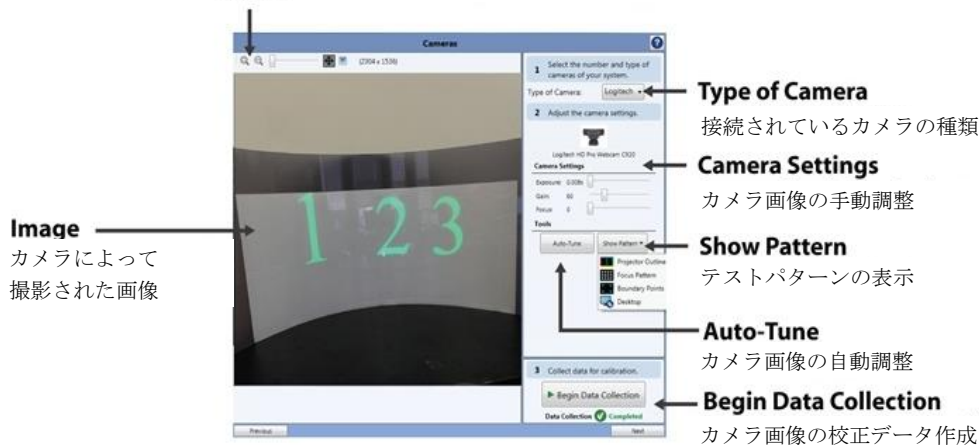 Cameras
(2304 x 1536)
1 2 3
1 Select the number and type of
cameras of your system.
Type of Camera: Logitech
2 Adjust the camera settings.
Logitech HD Pro Webcam C920
Camera Settings
Exposure 0.008s
Gain 60
Focus 0
Tools
Auto-Tune Show Pattern
Projector Outline
Focus Pattern
Boundary Points
Desktop
3 Collect data for calibration.
Begin Data Collection
Data Collection Completed
Previous Next
Image
カメラによって
撮影された画像
Type of Camera
接続されているカメラの種類
Camera Settings
カメラ画像の手動調整
Show Pattern
テストパターンの表示
Auto-Tune
カメラ画像の自動調整
Begin Data Collection
カメラ画像の校正データ作成